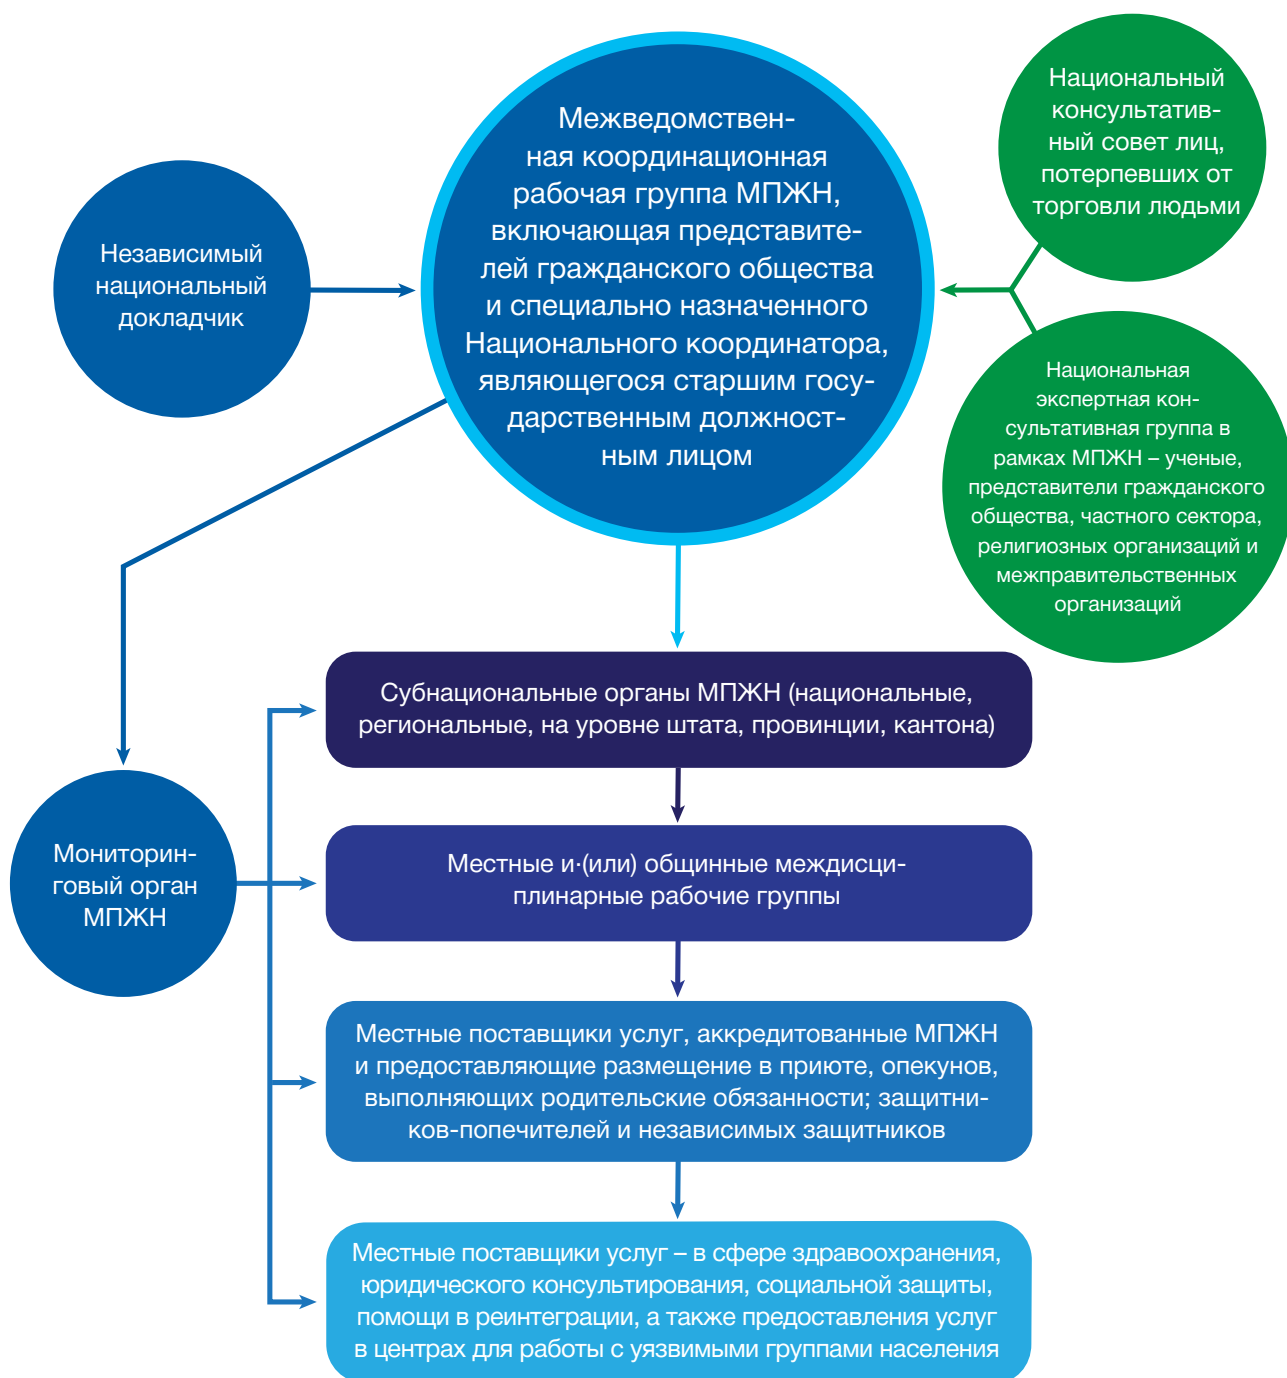 Межведомствен-
ная координационная
рабочая группа МПЖН,
включающая представите-
лей гражданского общества
и специально назначенного
Национального координатора,
являющегося старшим госу-
дарственным должност-
ным лицом
Национальный
консультатив-
ный совет лиц,
потерпевших от
торговли людьми
Независимый
национальный
докладчик
Национальная
экспертная кон-
сультативная группа в
рамках МПЖН – ученые,
представители гражданского
общества, частного сектора,
религиозных организаций и
межправительственных
организаций
Субнациональные органы МПЖН (национальные,
региональные, на уровне штата, провинции, кантона)
Мониторин-
говый орган
МПЖН
Местные и·(или) общинные междисци-
плинарные рабочие группы
Местные поставщики услуг, аккредитованные МПЖН
и предоставляющие размещение в приюте, опекунов,
выполняющих родительские обязанности; защитни-
ков-попечителей и независимых защитников
Местные поставщики услуг – в сфере здравоохранения,
юридического консультирования, социальной защиты,
помощи в реинтеграции, а также предоставления услуг
в центрах для работы с уязвимыми группами населения